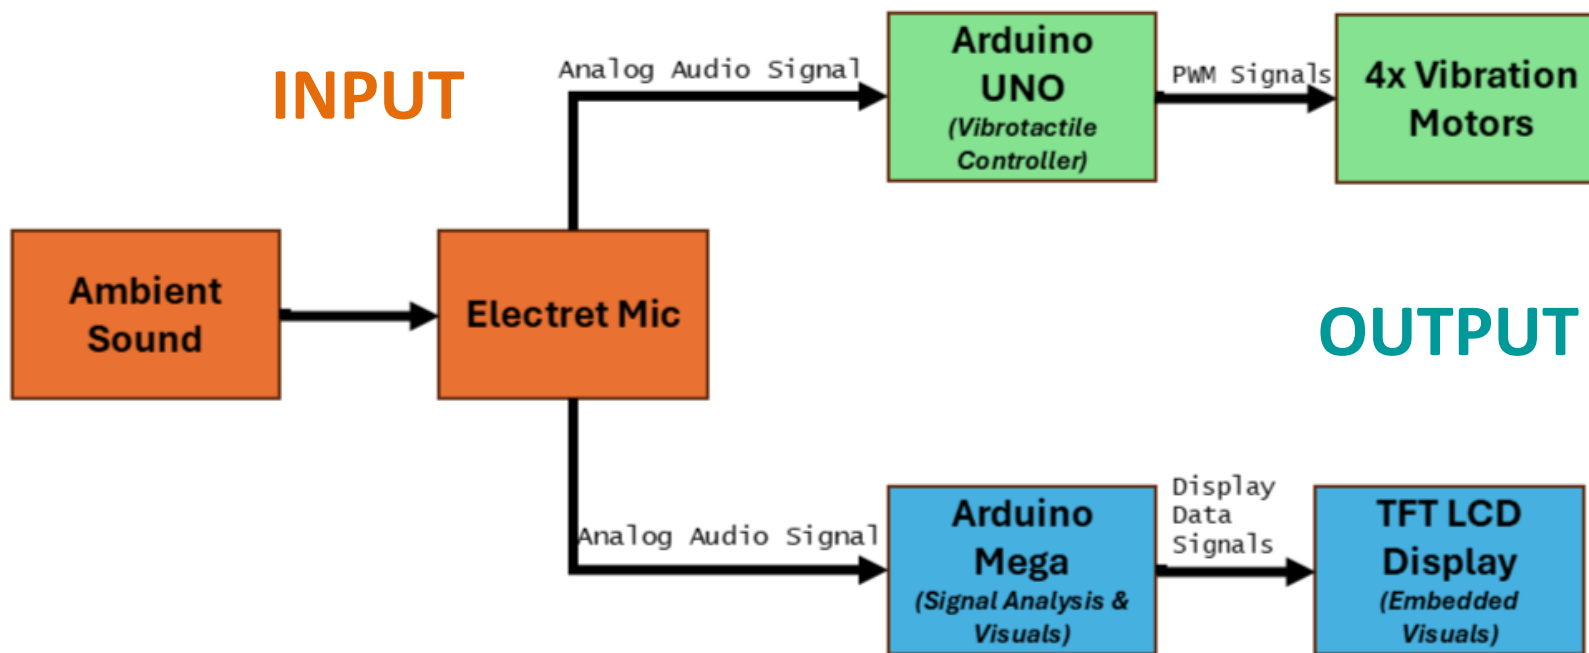 INPUT
Analog Audio Signal
Arduino
UNO
(Vibrotactile
Controller)
PWM Signals
4x Vibration
Motors
Ambient
Sound
Electret Mic
OUTPUT
Analog Audio Signal
Arduino
Mega
(Signal Analysis &
Visuals)
Display
Data
Signals
TFT LCD
Display
(Embedded
Visuals)